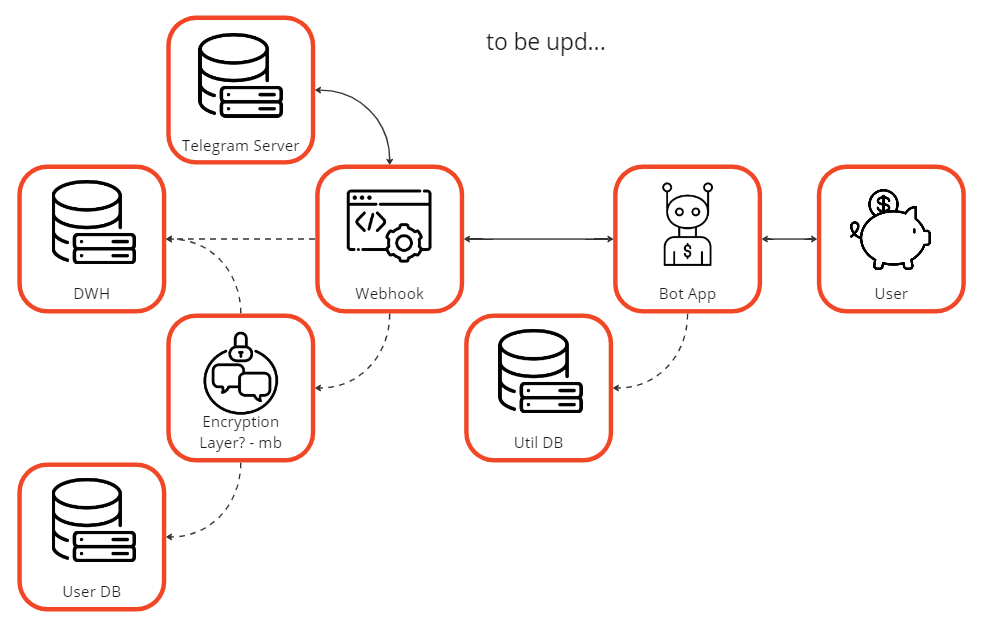 to be upd...
Telegram Server
DWH
Webhook
Bot App
User
Encryption
Layer? - mb
Util DB
User DB